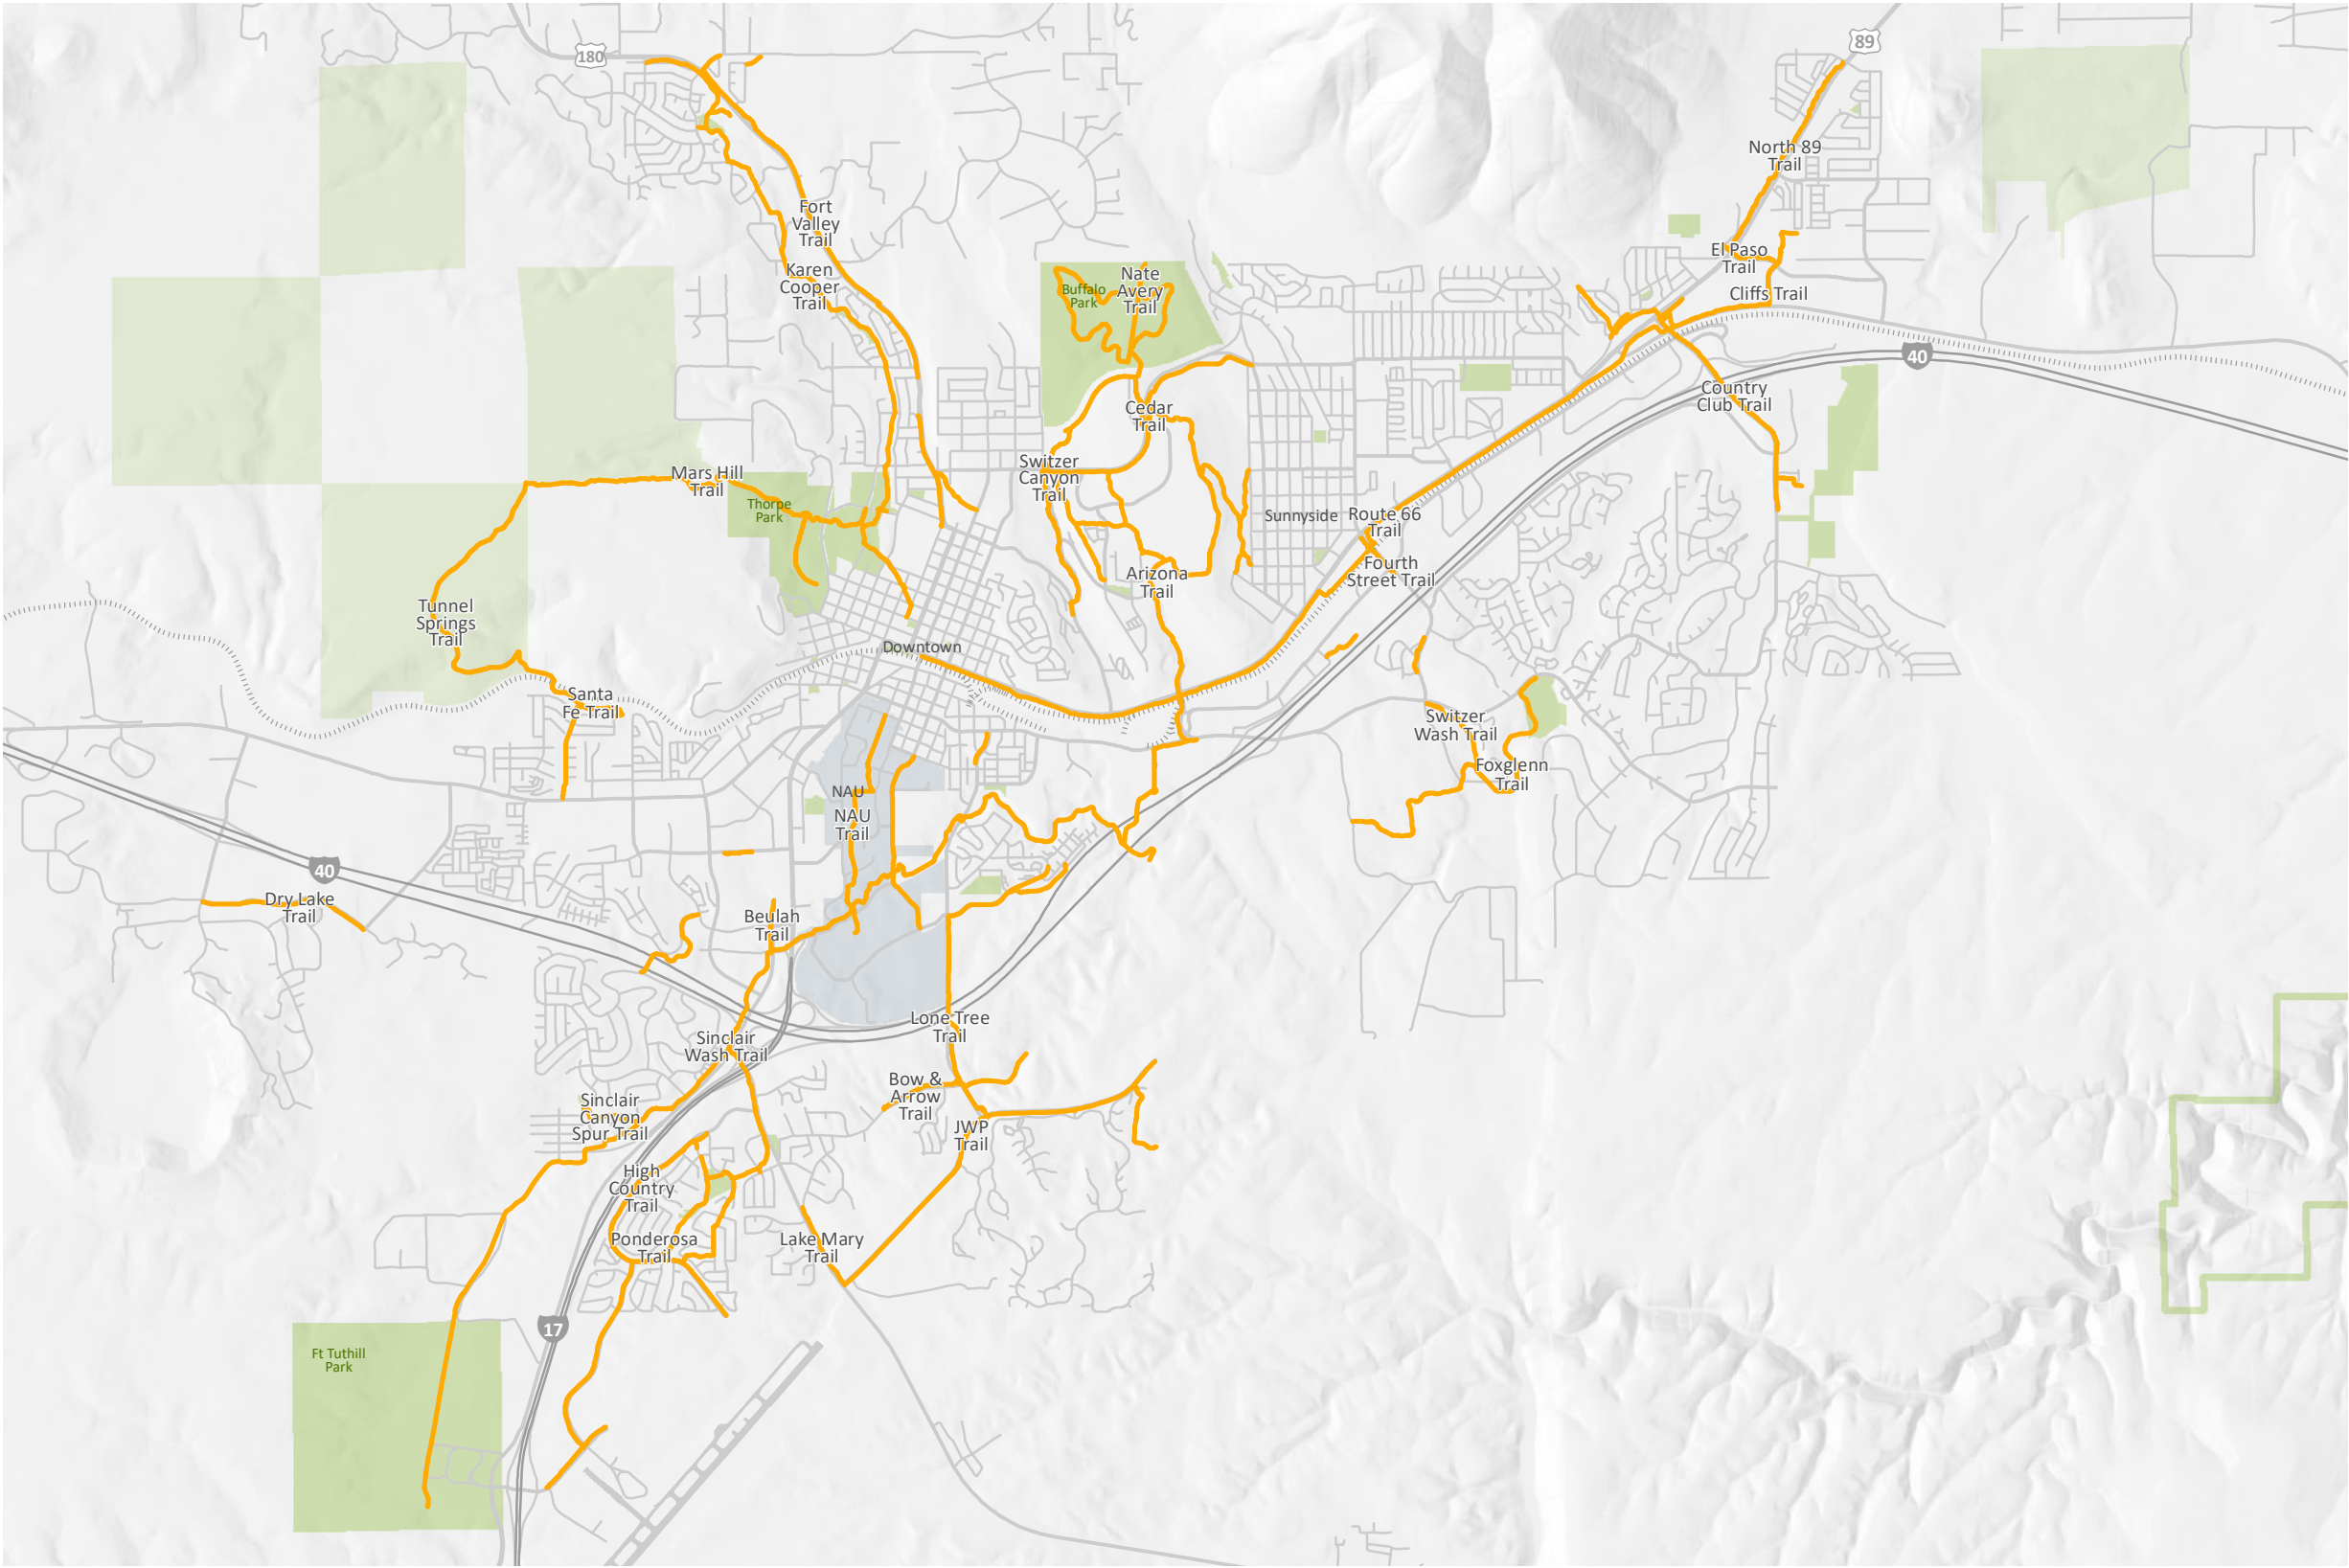 180
89
North 89
Trail
Fort
Valley
Trail
El Paso
Trail
Karen
Cooper
Trail
Buffalo
Park
Nate
Avery
Trail
Cliffs Trail
40
Country
Club Trail
Cedar
Trail
Switzer
Canyon
Trail
Mars Hill
Trail
Thorpe
Park
Sunnyside
Route 66
Trail
Fourth
Street Trail
Arizona
Trail
Tunnel
Springs
Trail
Downtown
Santa
Fe Trail
Switzer
Wash Trail
Foxglenn
Trail
NAU
NAU
Trail
40
Dry Lake
Trail
Beulah
Trail
Lone Tree
Trail
Sinclair
Wash Trail
Bow &
Arrow
Trail
Sinclair
Canyon
Spur Trail
JWP
Trail
High
Country
Trail
Ponderosa
Trail
Lake Mary
Trail
17
Ft Tuthill
Park